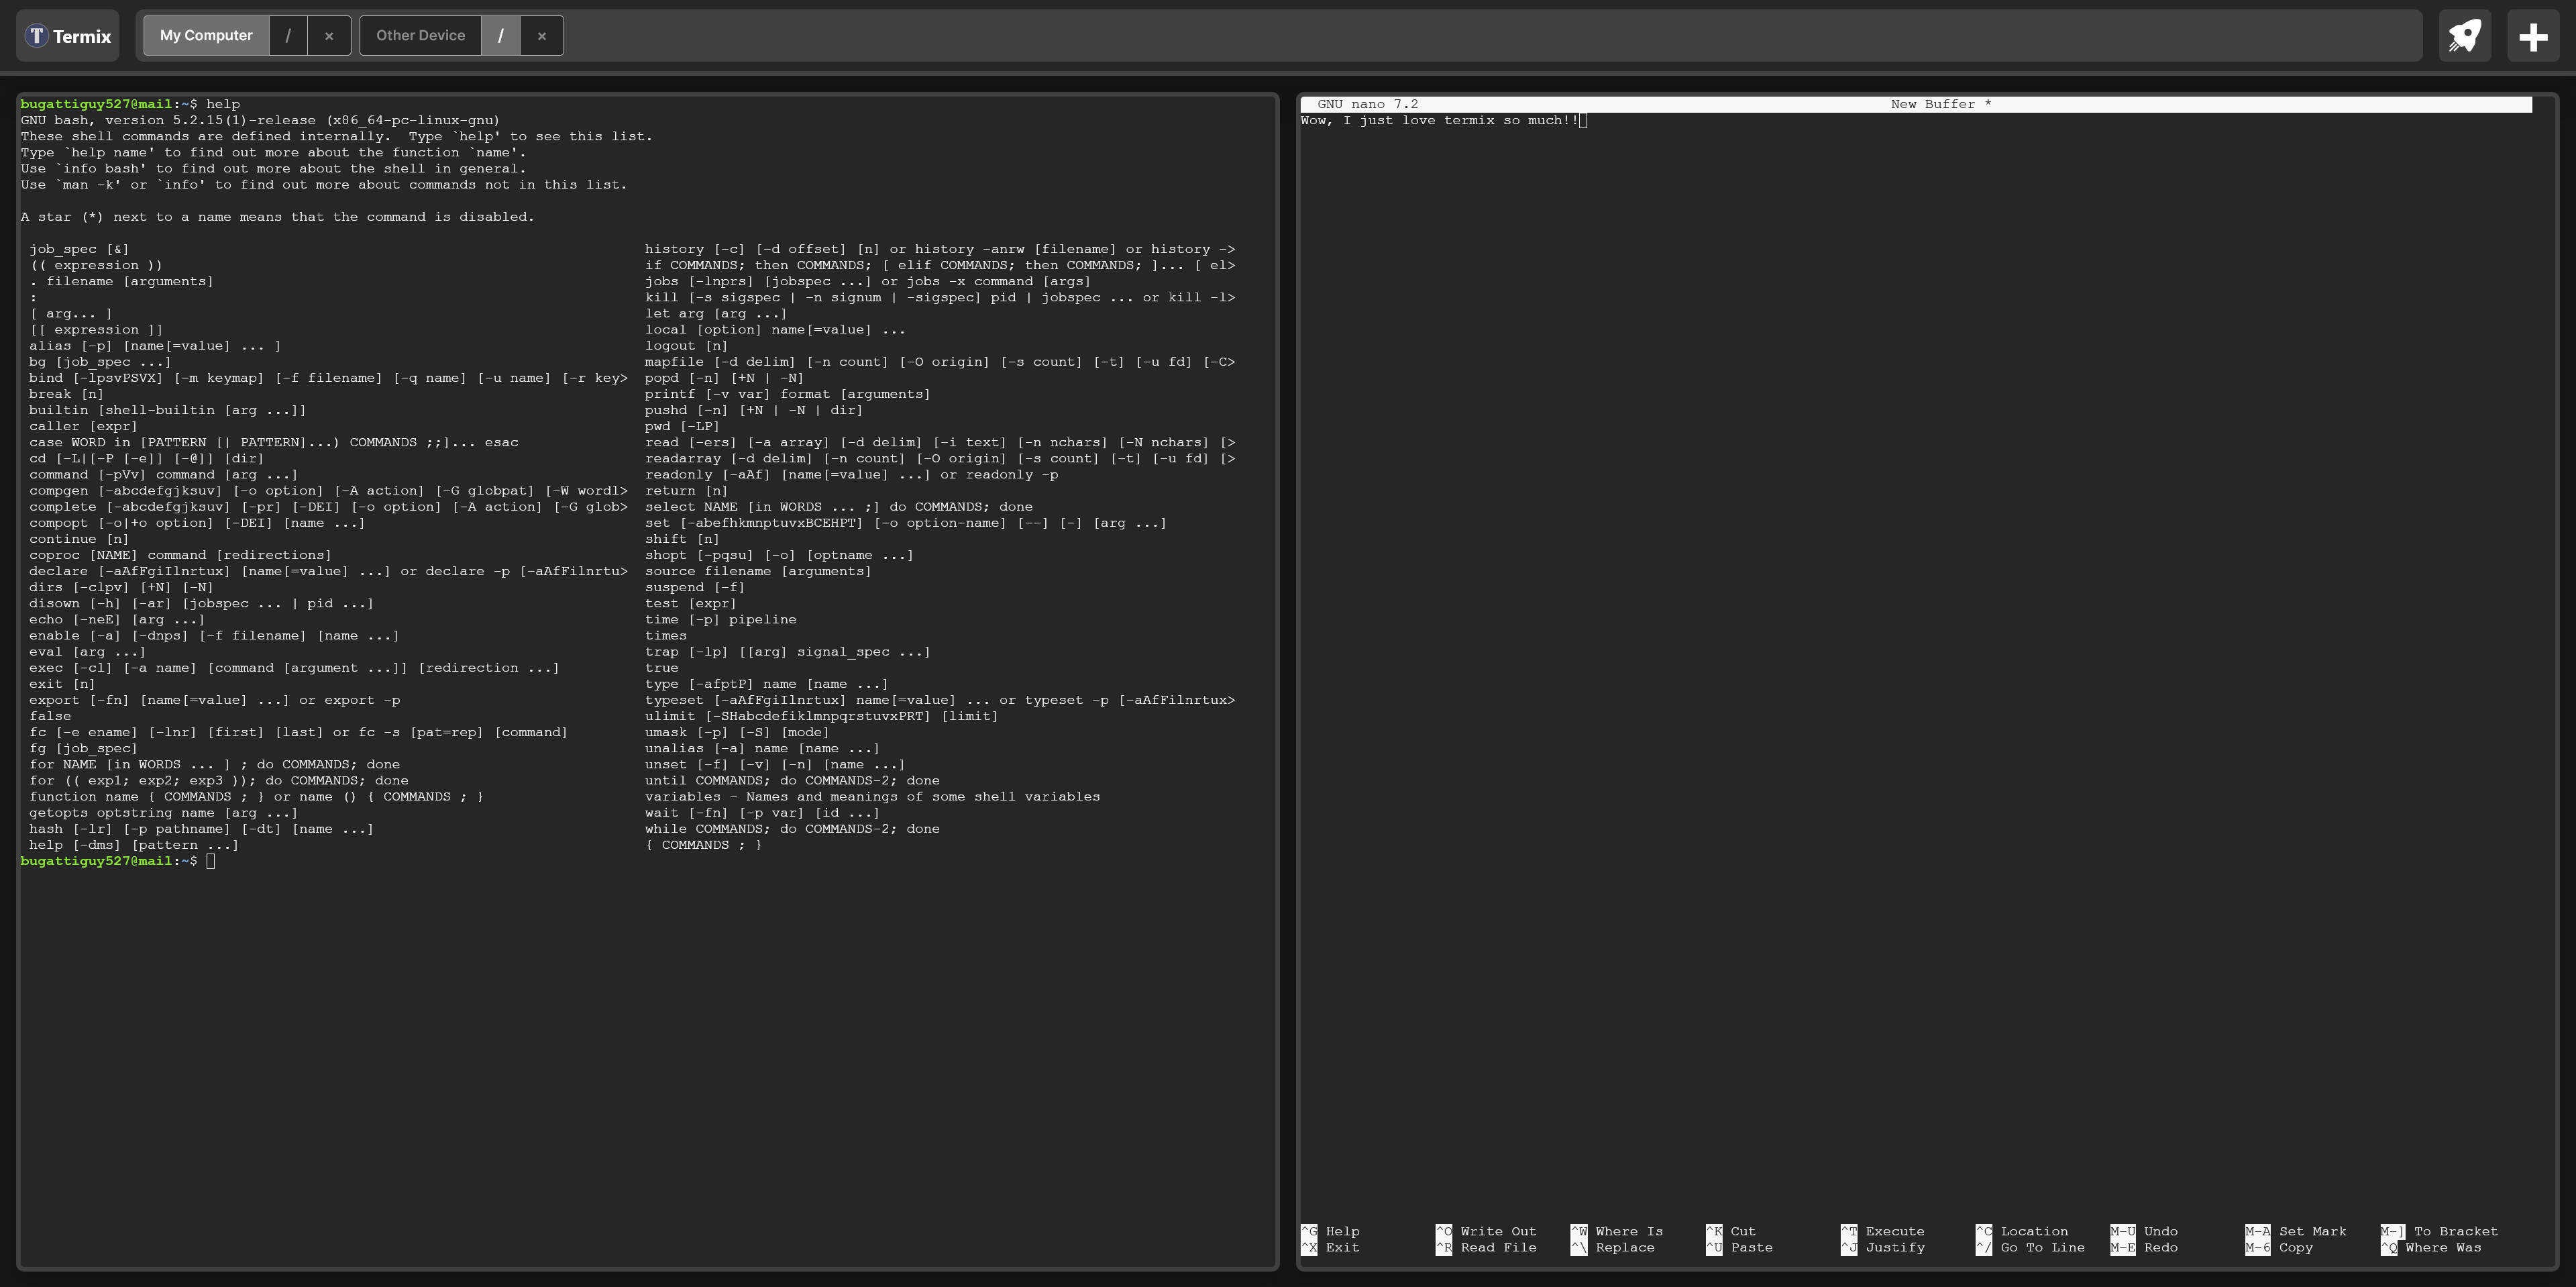 T Termix
My Computer / × Other Device / ×
bugattiguy527@mail:~$ help
GNU bash, version 5.2.15(1)-release (x86_64-pc-linux-gnu)
These shell commands are defined internally.  Type `help' to see this list.
Type `help name' to find out more about the function `name'.
Use `info bash' to find out more about the shell in general.
Use `man -k' or `info' to find out more about commands not in this list.
A star (*) next to a name means that the command is disabled.
job_spec [&]
(( expression ))
. filename [arguments]
:
[ arg... ]
[[ expression ]]
alias [-p] [name[=value] ... ]
bg [job_spec ...]
bind [-lpsvPSVX] [-m keymap] [-f filename] [-q name] [-u name] [-r key>
break [n]
builtin [shell-builtin [arg ...]]
caller [expr]
case WORD in [PATTERN [| PATTERN]...) COMMANDS ;;]... esac
cd [-L|[-P [-e]] [-@]] [dir]
command [-pVv] command [arg ...]
compgen [-abcdefgjksuv] [-o option] [-A action] [-G globpat] [-W wordl>
complete [-abcdefgjksuv] [-pr] [-DEI] [-o option] [-A action] [-G glob>
compopt [-o|+o option] [-DEI] [name ...]
continue [n]
coproc [NAME] command [redirections]
declare [-aAfFgiIlnrtux] [name[=value] ...] or declare -p [-aAfFilnrtu>
dirs [-clpv] [+N] [-N]
disown [-h] [-ar] [jobspec ... | pid ...]
echo [-neE] [arg ...]
enable [-a] [-dnps] [-f filename] [name ...]
eval [arg ...]
exec [-cl] [-a name] [command [argument ...]] [redirection ...]
exit [n]
export [-fn] [name[=value] ...] or export -p
false
fc [-e ename] [-lnr] [first] [last] or fc -s [pat=rep] [command]
fg [job_spec]
for NAME [in WORDS ... ] ; do COMMANDS; done
for (( exp1; exp2; exp3 )); do COMMANDS; done
function name { COMMANDS ; } or name () { COMMANDS ; }
getopts optstring name [arg ...]
hash [-lr] [-p pathname] [-dt] [name ...]
help [-dms] [pattern ...]
history [-c] [-d offset] [n] or history -anrw [filename] or history ->
if COMMANDS; then COMMANDS; [ elif COMMANDS; then COMMANDS; ]... [ el>
jobs [-lnprs] [jobspec ...] or jobs -x command [args]
kill [-s sigspec | -n signum | -sigspec] pid | jobspec ... or kill -l>
let arg [arg ...]
local [option] name[=value] ...
logout [n]
mapfile [-d delim] [-n count] [-O origin] [-s count] [-t] [-u fd] [-C>
popd [-n] [+N | -N]
printf [-v var] format [arguments]
pushd [-n] [+N | -N | dir]
pwd [-LP]
read [-ers] [-a array] [-d delim] [-i text] [-n nchars] [-N nchars] [>
readarray [-d delim] [-n count] [-O origin] [-s count] [-t] [-u fd] [>
readonly [-aAf] [name[=value] ...] or readonly -p
return [n]
select NAME [in WORDS ... ;] do COMMANDS; done
set [-abefhkmnptuvxBCEHPT] [-o option-name] [--] [-] [arg ...]
shift [n]
shopt [-pqsu] [-o] [optname ...]
source filename [arguments]
suspend [-f]
test [expr]
time [-p] pipeline
times
trap [-lp] [[arg] signal_spec ...]
true
type [-afptP] name [name ...]
typeset [-aAfFgiIlnrtux] name[=value] ... or typeset -p [-aAfFilnrtux>
ulimit [-SHabcdefiklmnpqrstuvxPRT] [limit]
umask [-p] [-S] [mode]
unalias [-a] name [name ...]
unset [-f] [-v] [-n] [name ...]
until COMMANDS; do COMMANDS-2; done
variables - Names and meanings of some shell variables
wait [-fn] [-p var] [id ...]
while COMMANDS; do COMMANDS-2; done
{ COMMANDS ; }
bugattiguy527@mail:~$
GNU nano 7.2 New Buffer *
Wow, I just love termix so much!!
^G Help ^O Write Out ^W Where Is ^K Cut ^T Execute ^C Location M-U Undo M-A Set Mark M-] To Bracket
^X Exit ^R Read File ^\ Replace ^U Paste ^J Justify ^/ Go To Line M-E Redo M-6 Copy ^Q Where Was